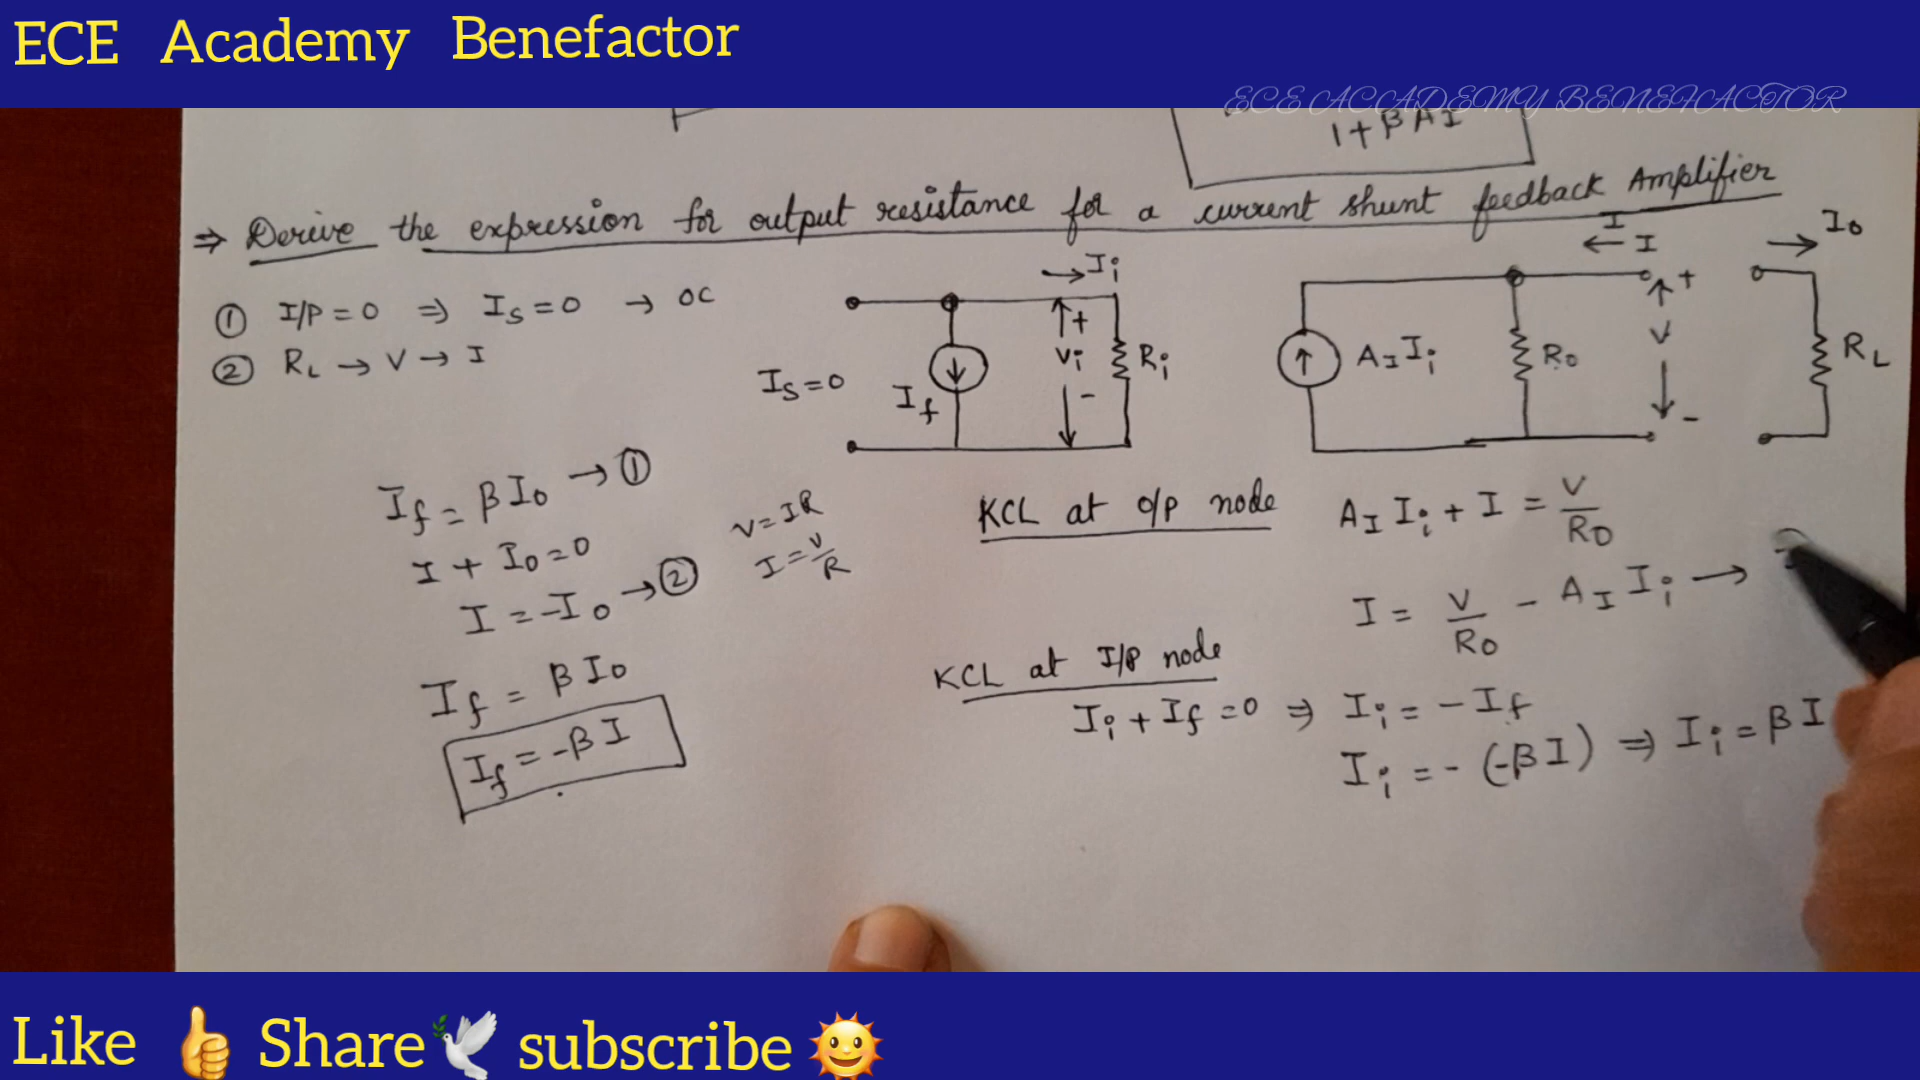 ECE Academy Benefactor
ECE ACCADEMY BENEFACTOR
1+βAI
⇒ Derive the expression for output resistance for a current shunt feedback Amplifier
① I/P = 0 ⇒ IS = 0 → OC
② RL → V → I
IS = 0
If
→ Ii
+
Vi
-
Ri
AI Ii
RO
I
← I
+
V
-
→ IO
RL
If = βIO → ①
I + IO = 0
I = -IO → ②
V = IR
I = V/R
If = βIO
If = -βI
KCL at O/P node
AI Ii + I = V/RO
I = V/RO - AI Ii →
KCL at I/P node
Ii + If = 0 ⇒ Ii = -If
Ii = -(-βI) ⇒ Ii = βI
Like 👍 Share 🕊 subscribe 🌞